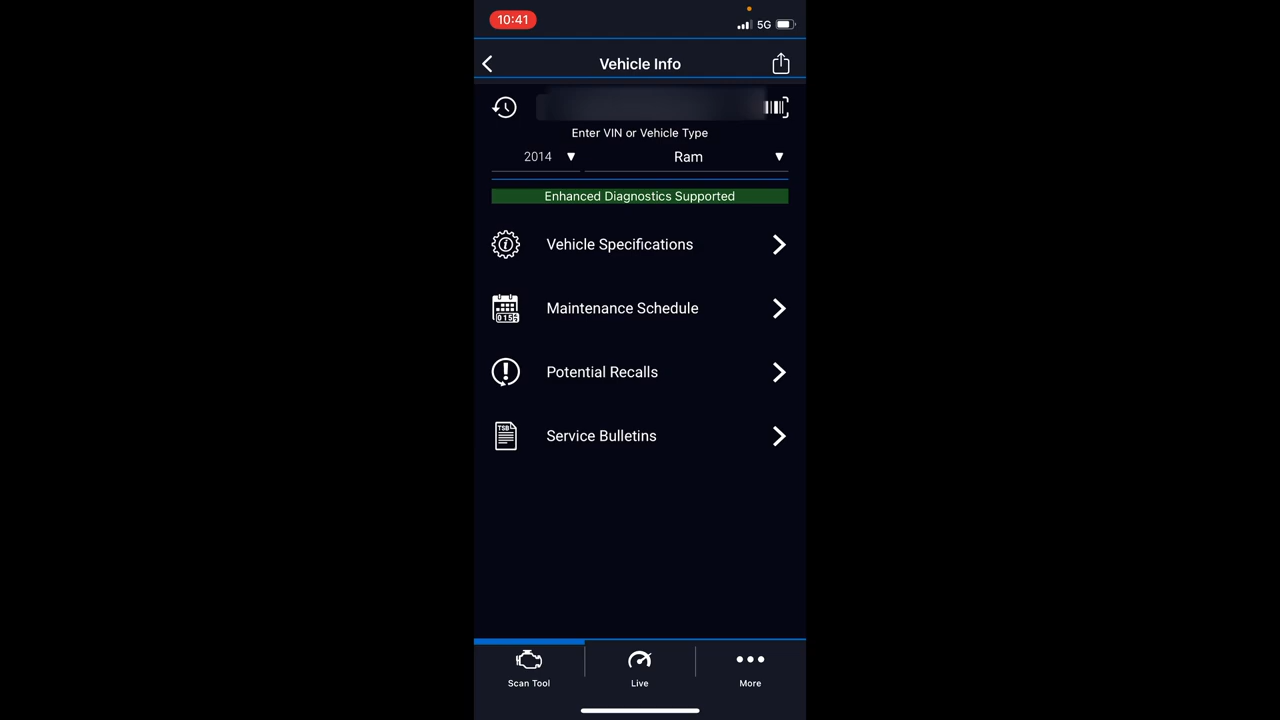 10:41
5G
Vehicle Info
Enter VIN or Vehicle Type
2014 Ram
Enhanced Diagnostics Supported
Vehicle Specifications
Maintenance Schedule
Potential Recalls
TSB
Service Bulletins
Scan Tool
Live
More